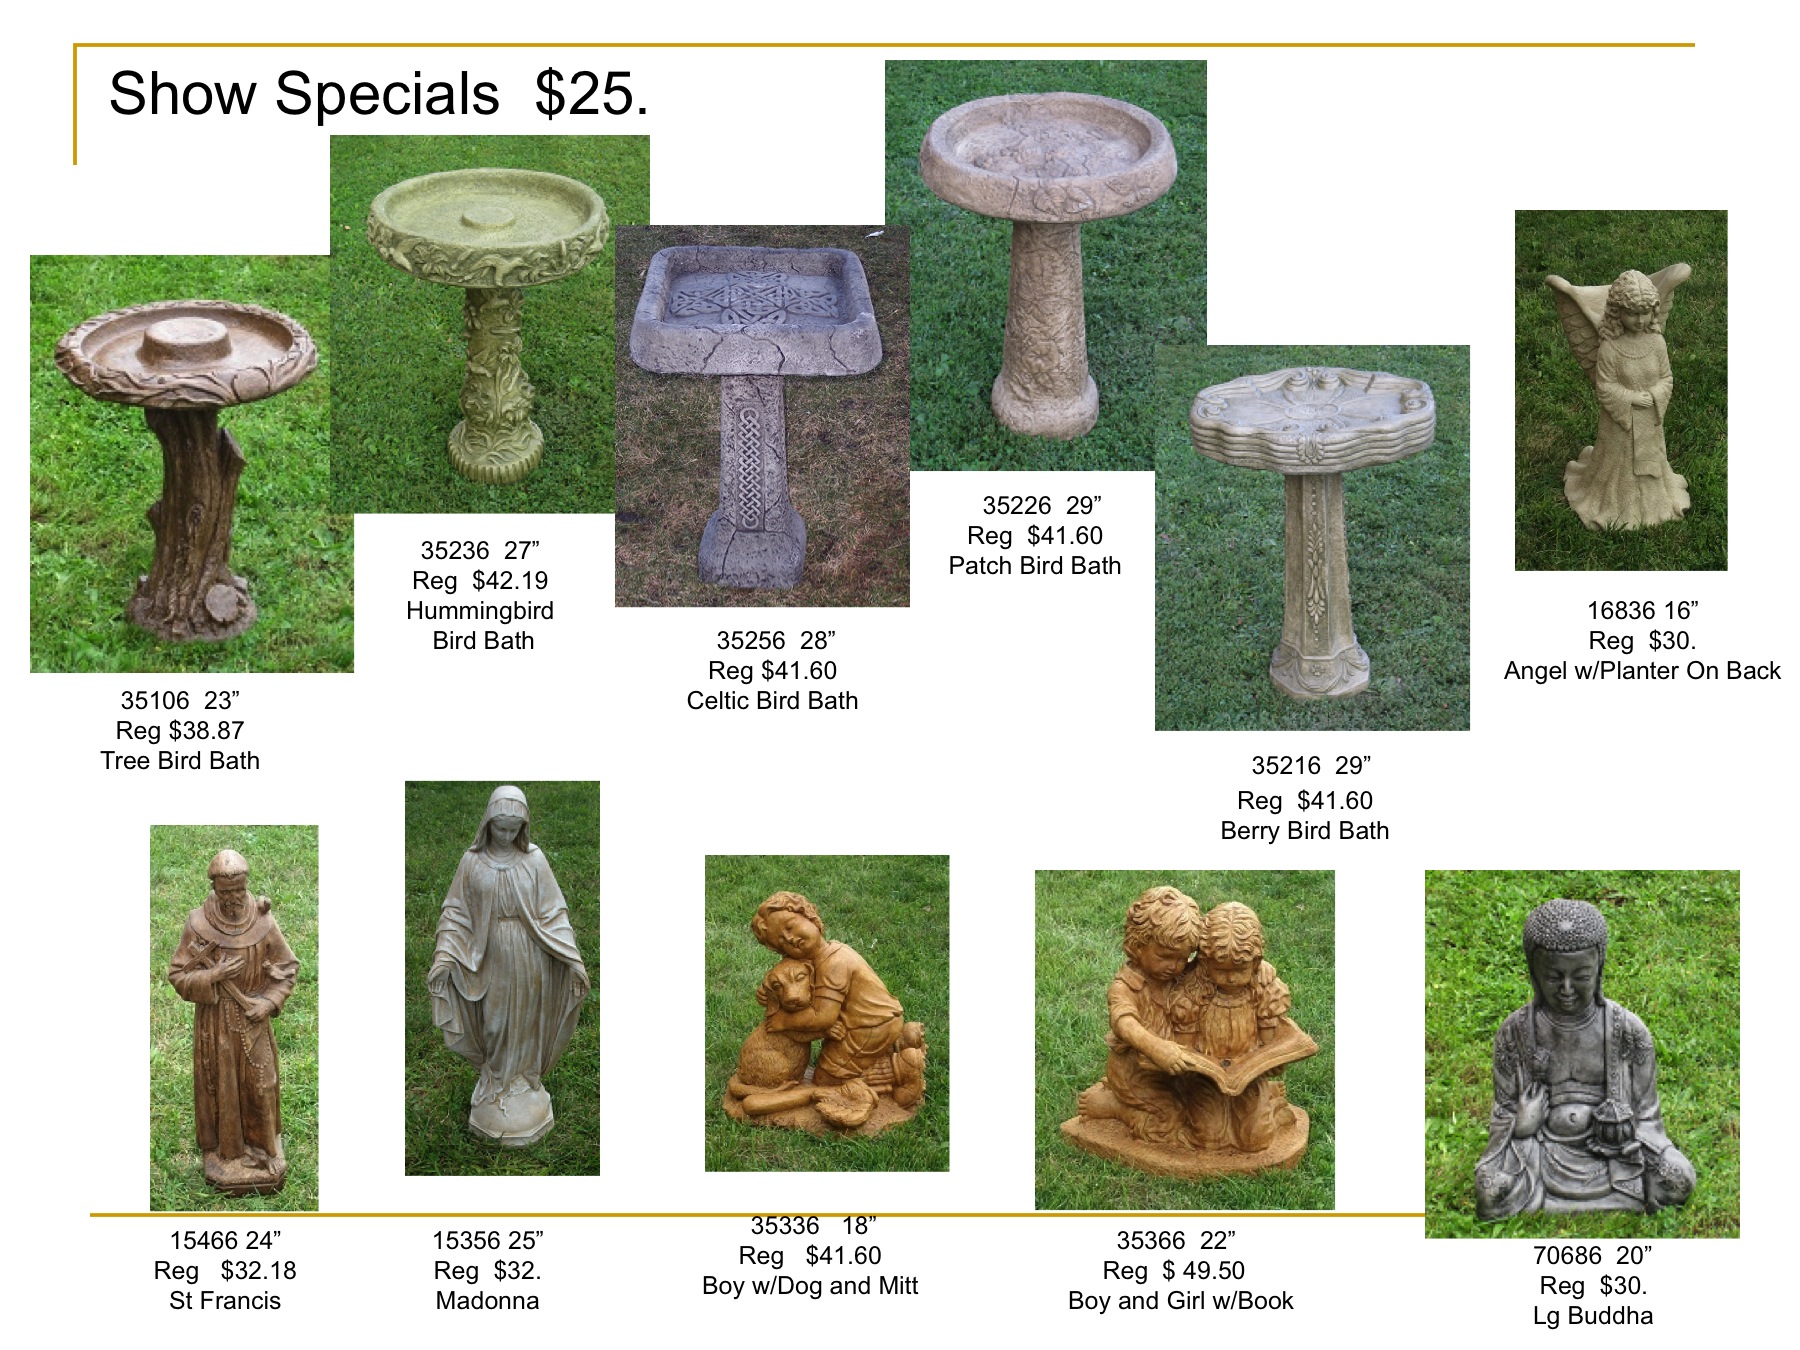 Show Specials  $25.
35106  23”
Reg $38.87
Tree Bird Bath
35236  27”
Reg  $42.19
Hummingbird
Bird Bath
35256  28”
Reg $41.60
Celtic Bird Bath
35226  29”
Reg  $41.60
Patch Bird Bath
35216  29”
Reg  $41.60
Berry Bird Bath
16836 16”
Reg  $30.
Angel w/Planter On Back
15466 24”
Reg   $32.18
St Francis
15356 25”
Reg  $32.
Madonna
35336   18”
Reg   $41.60
Boy w/Dog and Mitt
35366  22”
Reg  $ 49.50
Boy and Girl w/Book
70686  20”
Reg  $30.
Lg Buddha